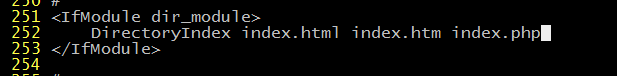 250 #
251 <IfModule dir_module>
252     DirectoryIndex index.html index.htm index.php
253 </IfModule>
254
255 #